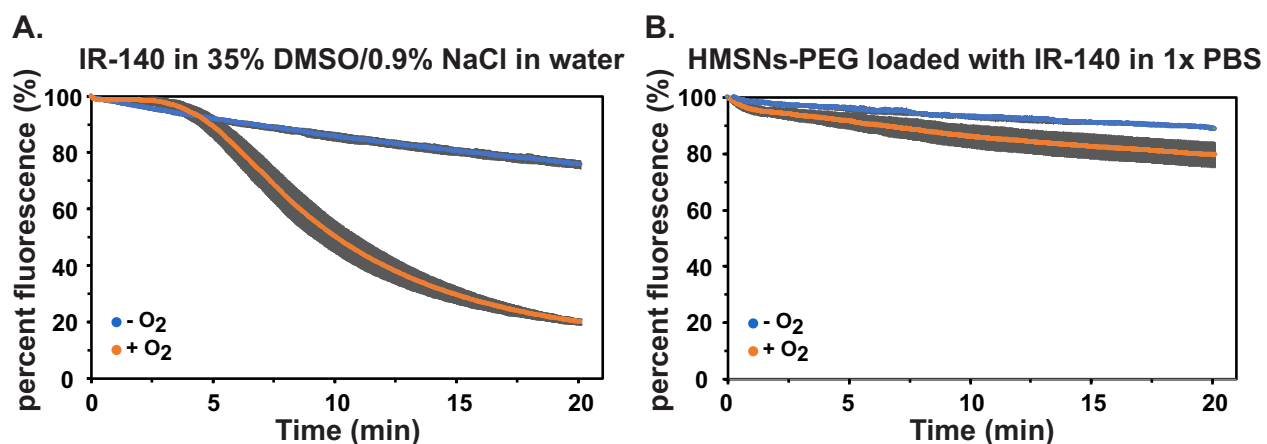 A.
IR-140 in 35% DMSO/0.9% NaCl in water
percent fluorescence (%)
100
80
60
40
20
0
- O2
+ O2
0
5
10
15
20
Time (min)
B.
HMSNs-PEG loaded with IR-140 in 1x PBS
percent fluorescence (%)
100
80
60
40
20
0
- O2
+ O2
0
5
10
15
20
Time (min)